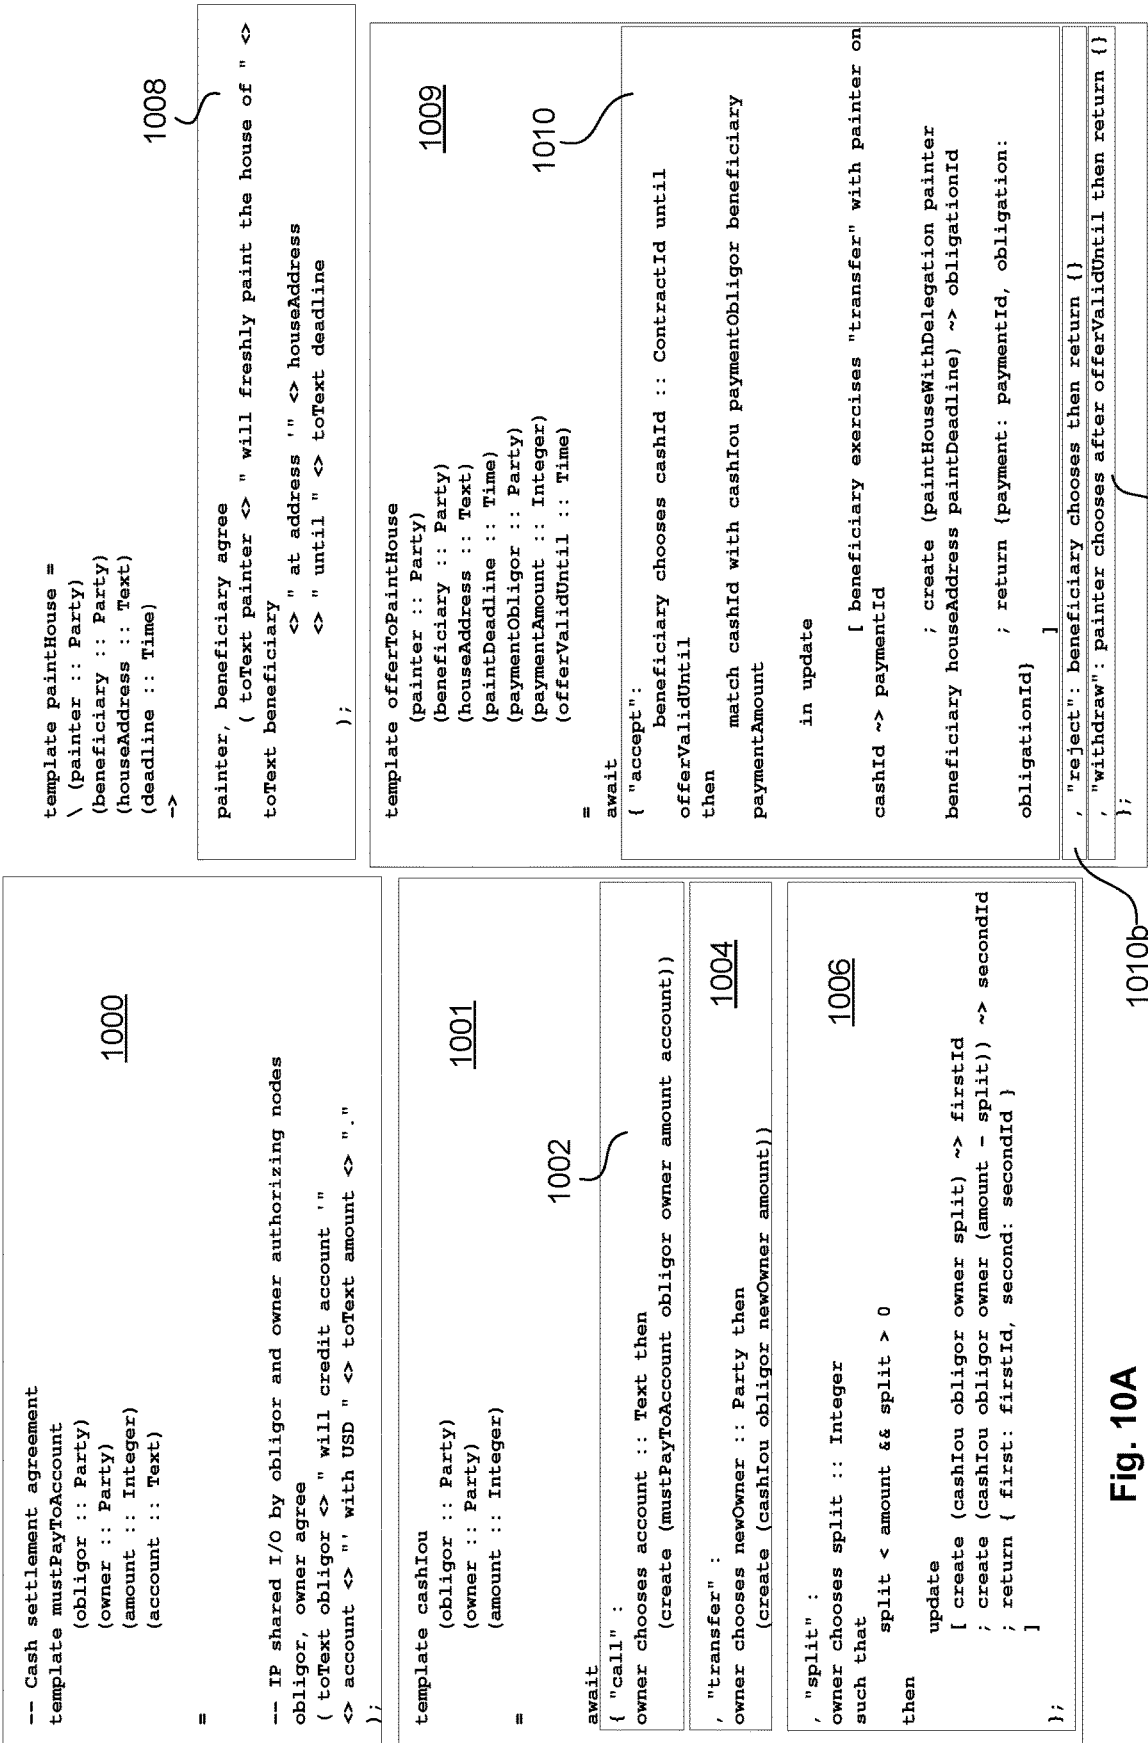 -- Cash settlement agreement
template mustPayToAccount
(obligor :: Party)
(owner :: Party)
(amount :: Integer)
(account :: Text)
1000
=
-- IP shared I/O by obligor and owner authorizing nodes
obligor, owner agree
( toText obligor <> " will credit account '"
<> account <> "' with USD " <> toText amount <> "."
);
template cashIou
(obligor :: Party)
(owner :: Party)
(amount :: Integer)
1001
=
await
1002
{ "call" :
owner chooses account :: Text then
(create (mustPayToAccount obligor owner amount account))
, "transfer" :
1004
owner chooses newOwner :: Party then
(create (cashIou obligor newOwner amount))
, "split" :
1006
owner chooses split :: Integer
such that
split < amount && split > 0
then
update
[ create (cashIou obligor owner split) ~> firstId
; create (cashIou obligor owner (amount - split)) ~> secondId
; return { first: firstId, second: secondId }
]
};
template paintHouse =
\ (painter :: Party)
(beneficiary :: Party)
(houseAddress :: Text)
(deadline :: Time)
->
1008
painter, beneficiary agree
( toText painter <> " will freshly paint the house of " <>
toText beneficiary
<> " at address '" <> houseAddress
<> " until " <> toText deadline
);
template offerToPaintHouse
(painter :: Party)
(beneficiary :: Party)
(houseAddress :: Text)
(paintDeadline :: Time)
(paymentObligor :: Party)
(paymentAmount :: Integer)
(offerValidUntil :: Time)
1009
=
await
1010
{ "accept":
beneficiary chooses cashId :: ContractId until
offerValidUntil
then
match cashId with cashIou paymentObligor beneficiary
paymentAmount
in update
[ beneficiary exercises "transfer" with painter on
cashId ~> paymentId
; create (paintHouseWithDelegation painter
beneficiary houseAddress paintDeadline) ~> obligationId
; return {payment: paymentId, obligation:
obligationId}
]
, "reject": beneficiary chooses then return {}
, "withdraw": painter chooses after offerValidUntil then return {}
};
1010b
Fig. 10A